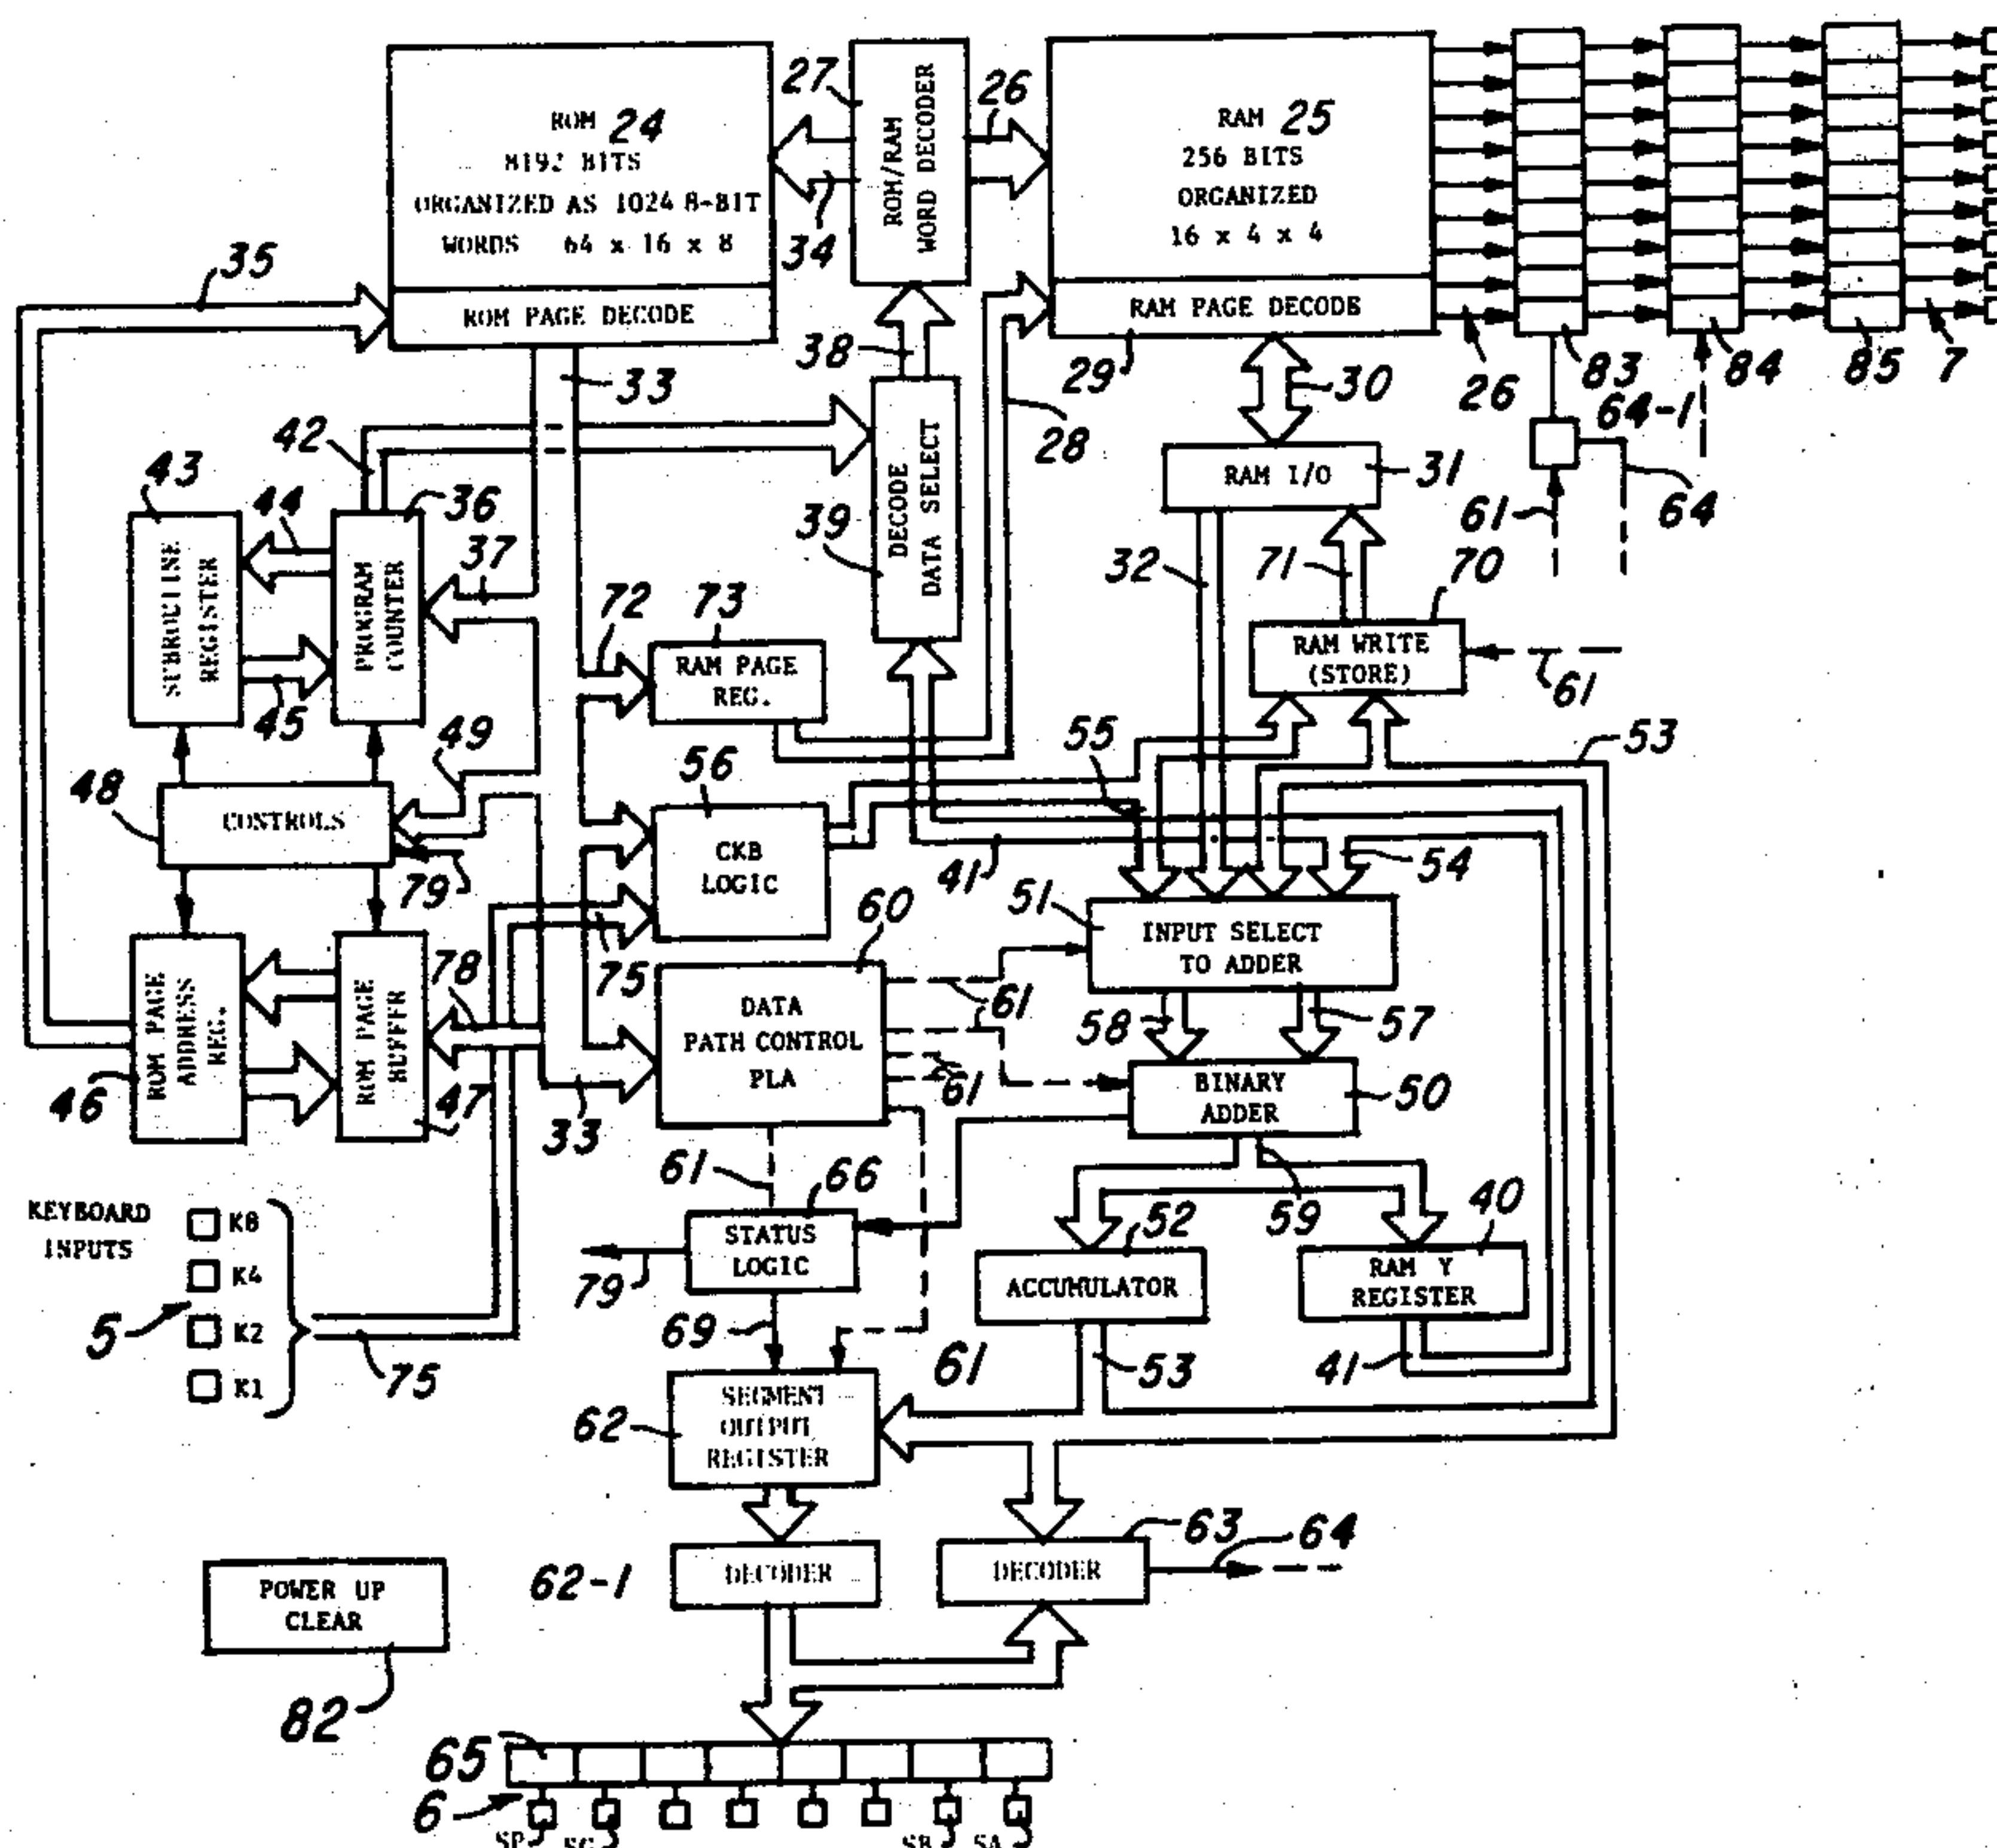 ROM 24
8192 BITS
ORGANIZED AS 1024 8-BIT
WORDS 64 x 16 x 8
ROM PAGE DECODE
27
ROM/RAM
WORD DECODER
26
34
RAM 25
256 BITS
ORGANIZED
16 x 4 x 4
RAM PAGE DECODE
29
26
83
84
85
7
64-1
64
61
35
33
38
28
30
42
43
44
36
37
SUBROUTINE
REGISTER
PROGRAM
COUNTER
45
39
DECODE
DATA SELECT
RAM I/O
31
32
71
70
RAM WRITE
(STORE)
61
72
73
RAM PAGE
REG.
49
48
CONTROLS
79
56
CKB
LOGIC
55
53
41
54
51
INPUT SELECT
TO ADDER
60
DATA
PATH CONTROL
PLA
61
61
75
78
ROM PAGE
ADDRESS
REG.
46
ROM PAGE
BUFFER
47
33
58
57
BINARY
ADDER
50
59
61
66
STATUS
LOGIC
79
69
52
ACCUMULATOR
40
RAM Y
REGISTER
41
53
61
KEYBOARD
INPUTS
K8
K4
K2
K1
5
75
62
SEGMENT
OUTPUT
REGISTER
62-1
DECODER
63
DECODER
64
POWER UP
CLEAR
82
65
6
SP
SG
SB
SA